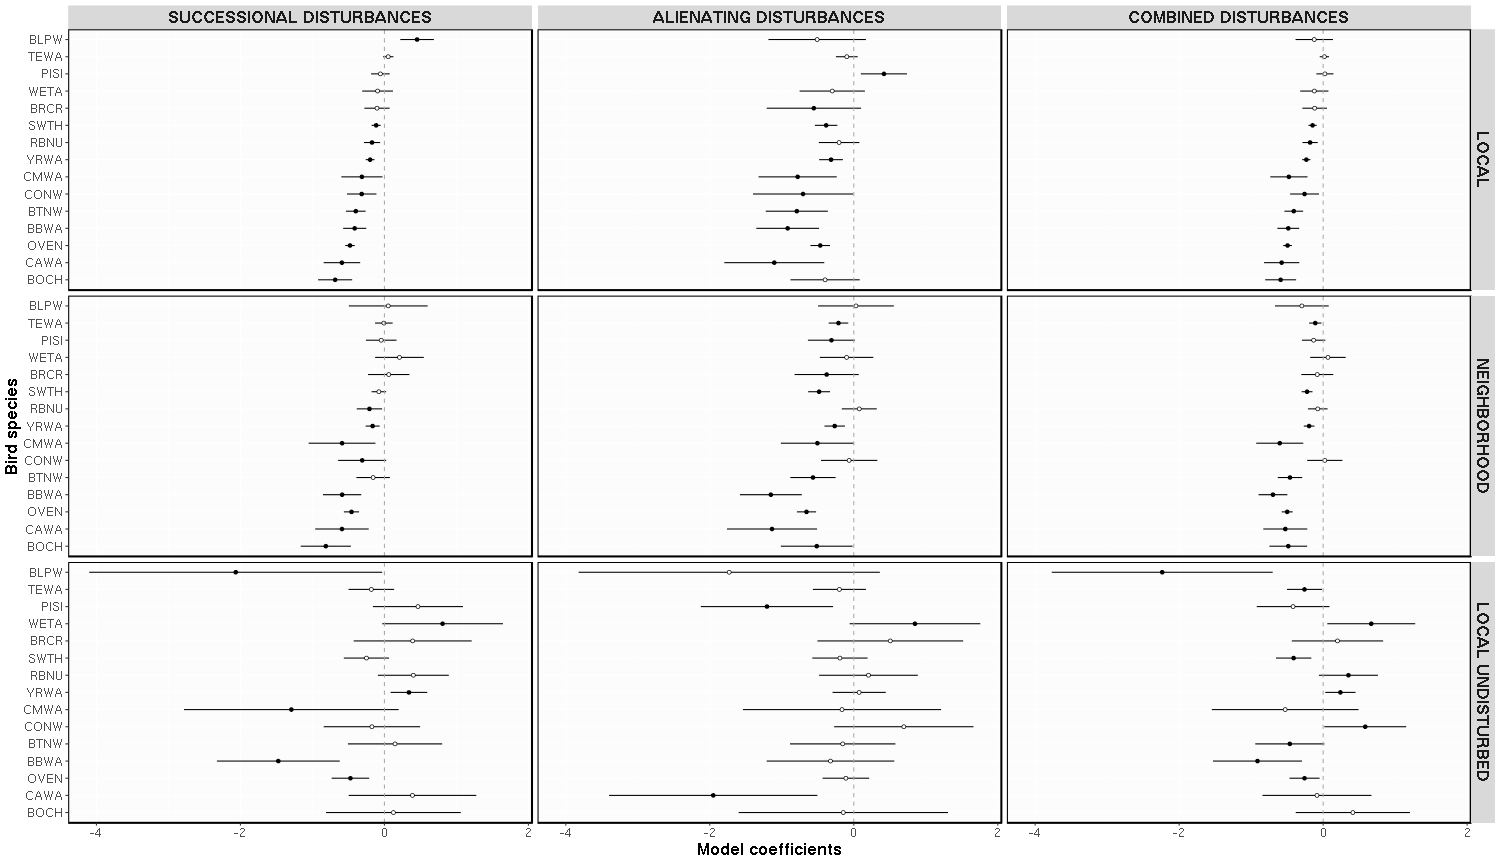 SUCCESSIONAL DISTURBANCES
ALIENATING DISTURBANCES
COMBINED DISTURBANCES
BLPW
TEWA
PISI
WETA
BRCR
SWTH
RBNU
YRWA
CMWA
CONW
BTNW
BBWA
OVEN
CAWA
BOCH
LOCAL
BLPW
TEWA
PISI
WETA
BRCR
SWTH
RBNU
YRWA
CMWA
CONW
BTNW
BBWA
OVEN
CAWA
BOCH
NEIGHBORHOOD
Bird species
BLPW
TEWA
PISI
WETA
BRCR
SWTH
RBNU
YRWA
CMWA
CONW
BTNW
BBWA
OVEN
CAWA
BOCH
LOCAL UNDISTURBED
-4 -2 0 2
-4 -2 0 2
-4 -2 0 2
Model coefficients